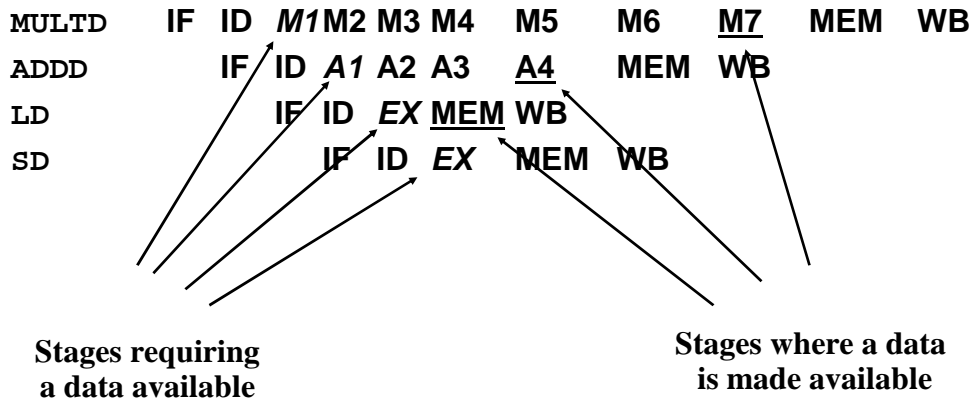 MULTD IF ID M1 M2 M3 M4 M5 M6 M7 MEM WB
ADDD IF ID A1 A2 A3 A4 MEM WB
LD IF ID EX MEM WB
SD IF ID EX MEM WB
Stages requiring
a data available
Stages where a data
is made available